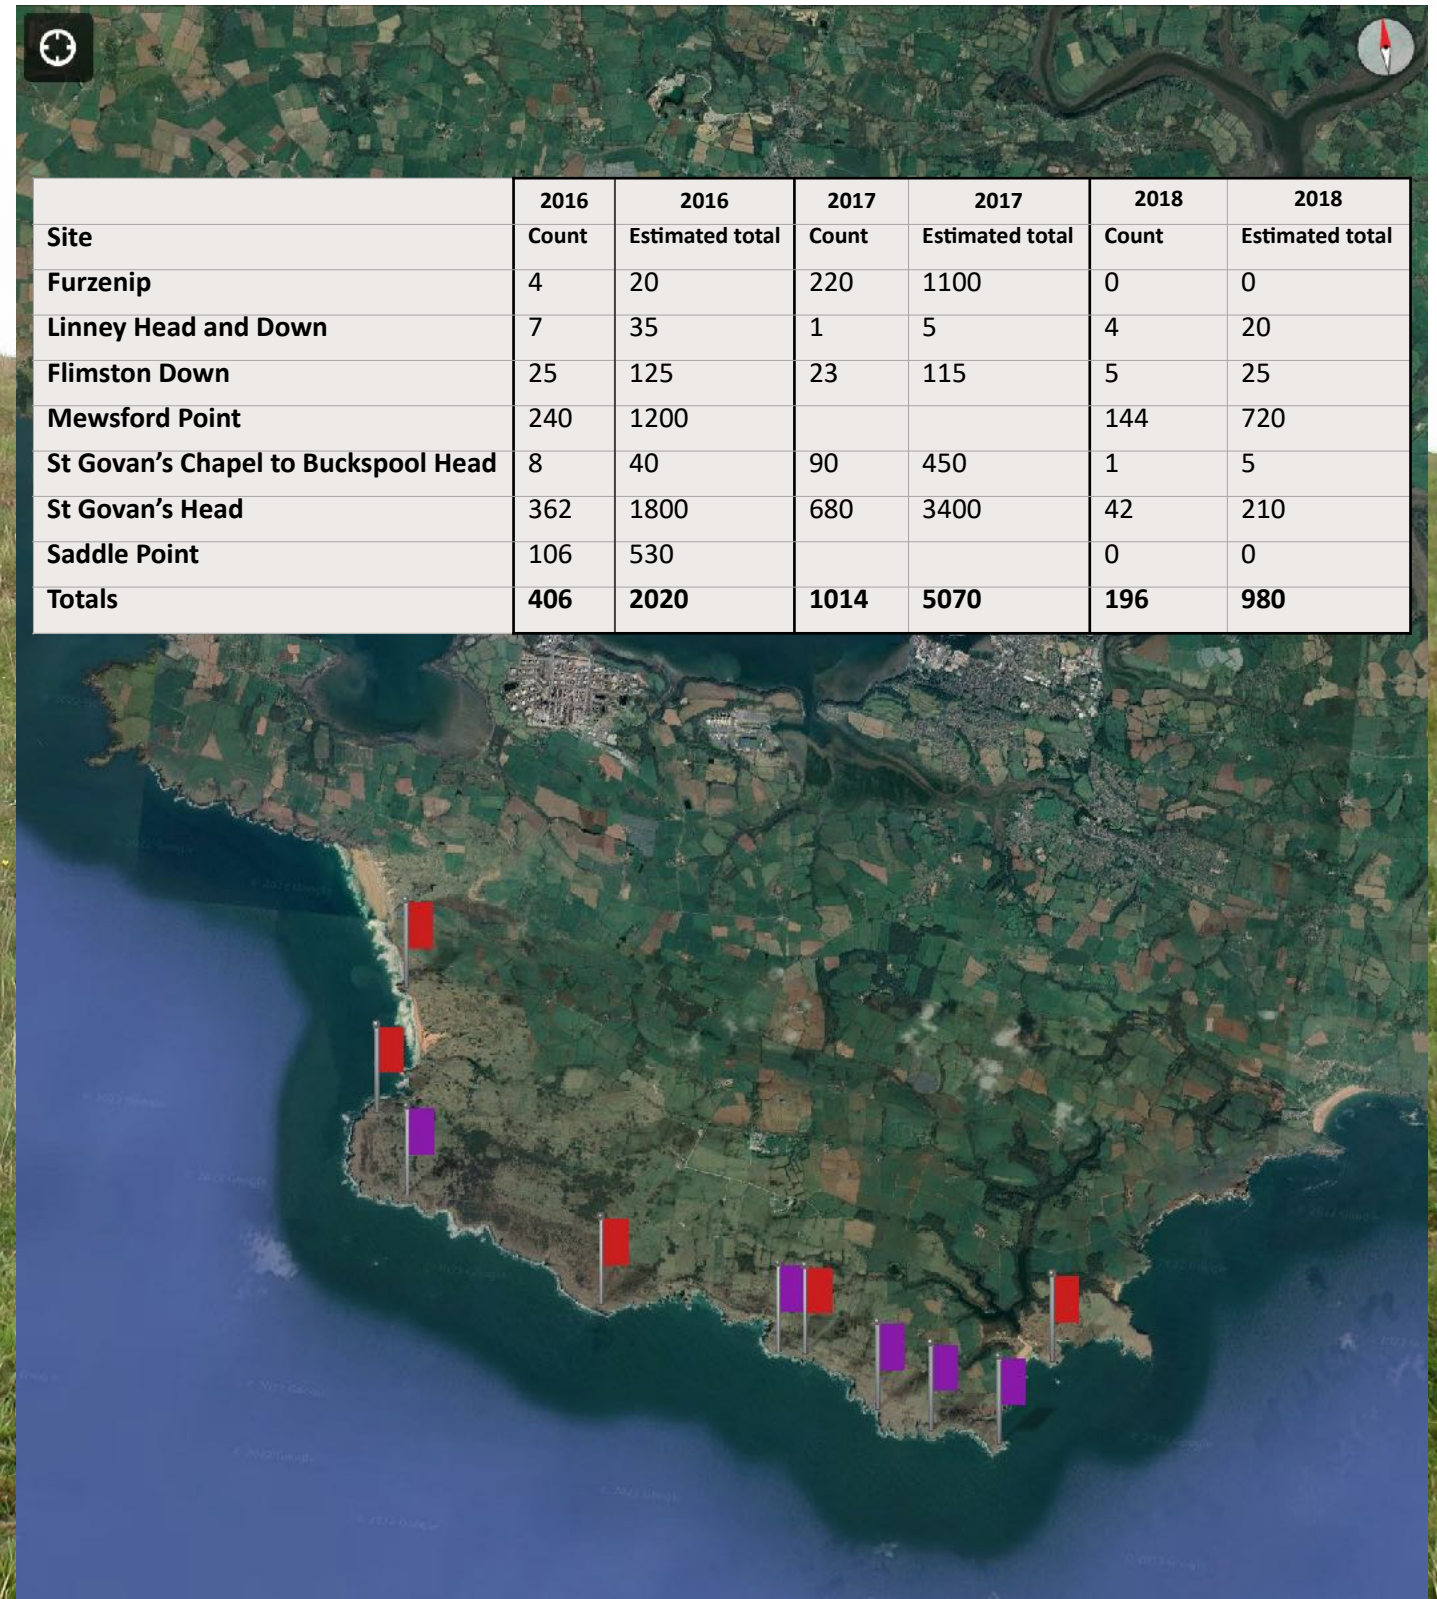 2016 2016 2017 2017 2018 2018
Site Count Estimated total Count Estimated total Count Estimated total
Furzenip 4 20 220 1100 0 0
Linney Head and Down 7 35 1 5 4 20
Flimston Down 25 125 23 115 5 25
Mewsford Point 240 1200 144 720
St Govan’s Chapel to Buckspool Head 8 40 90 450 1 5
St Govan’s Head 362 1800 680 3400 42 210
Saddle Point 106 530 0 0
Totals 406 2020 1014 5070 196 980